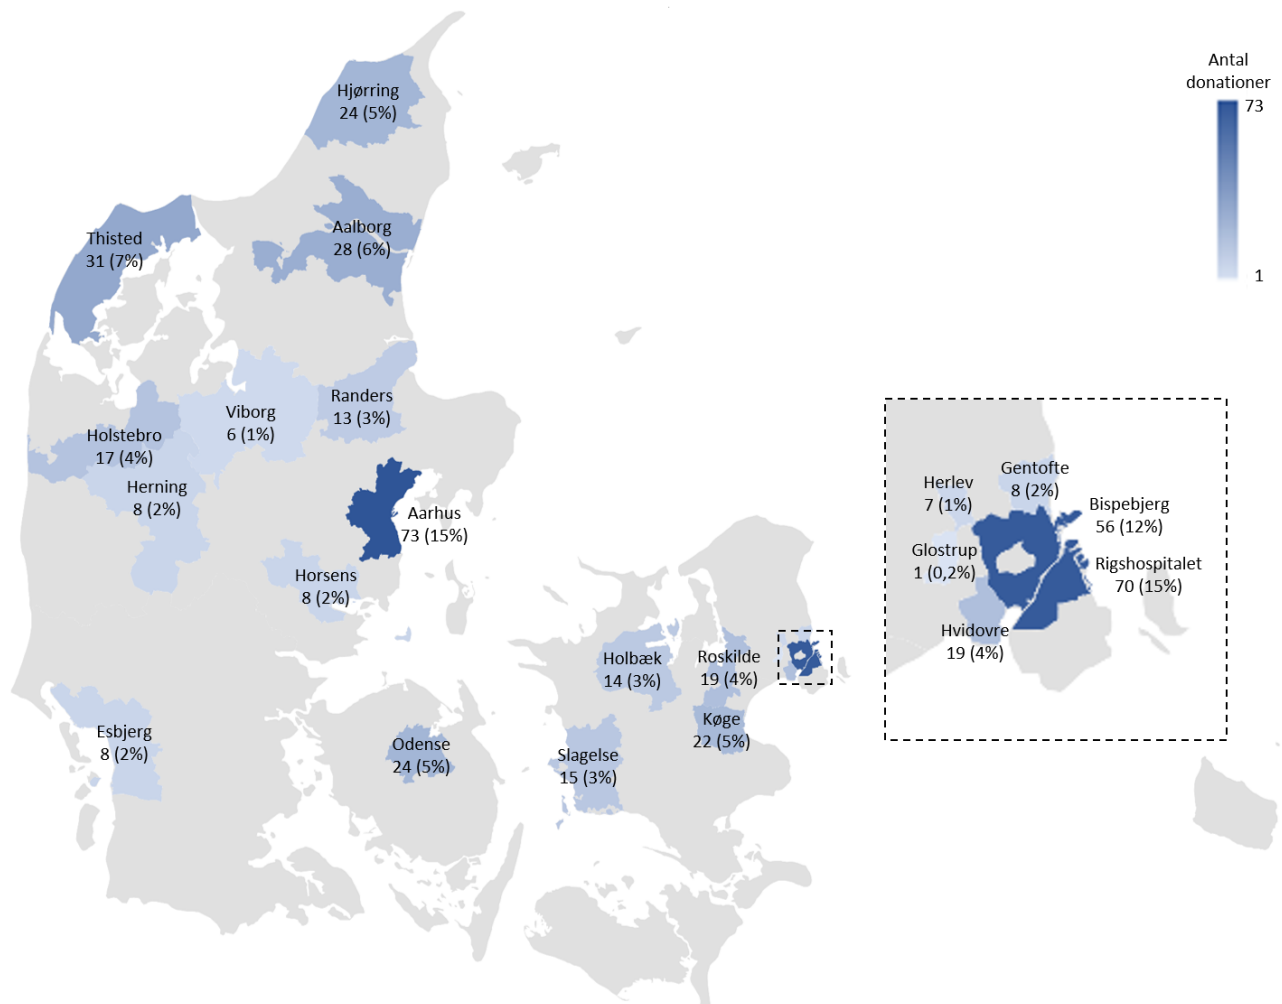 Antal
donationer
73
1
Hjørring
24 (5%)
Aalborg
28 (6%)
Thisted
31 (7%)
Randers
13 (3%)
Viborg
6 (1%)
Holstebro
17 (4%)
Herning
8 (2%)
Aarhus
73 (15%)
Horsens
8 (2%)
Esbjerg
8 (2%)
Odense
24 (5%)
Holbæk
14 (3%)
Roskilde
19 (4%)
Køge
22 (5%)
Slagelse
15 (3%)
Gentofte
8 (2%)
Herlev
7 (1%)
Bispebjerg
56 (12%)
Glostrup
1 (0,2%)
Rigshospitalet
70 (15%)
Hvidovre
19 (4%)